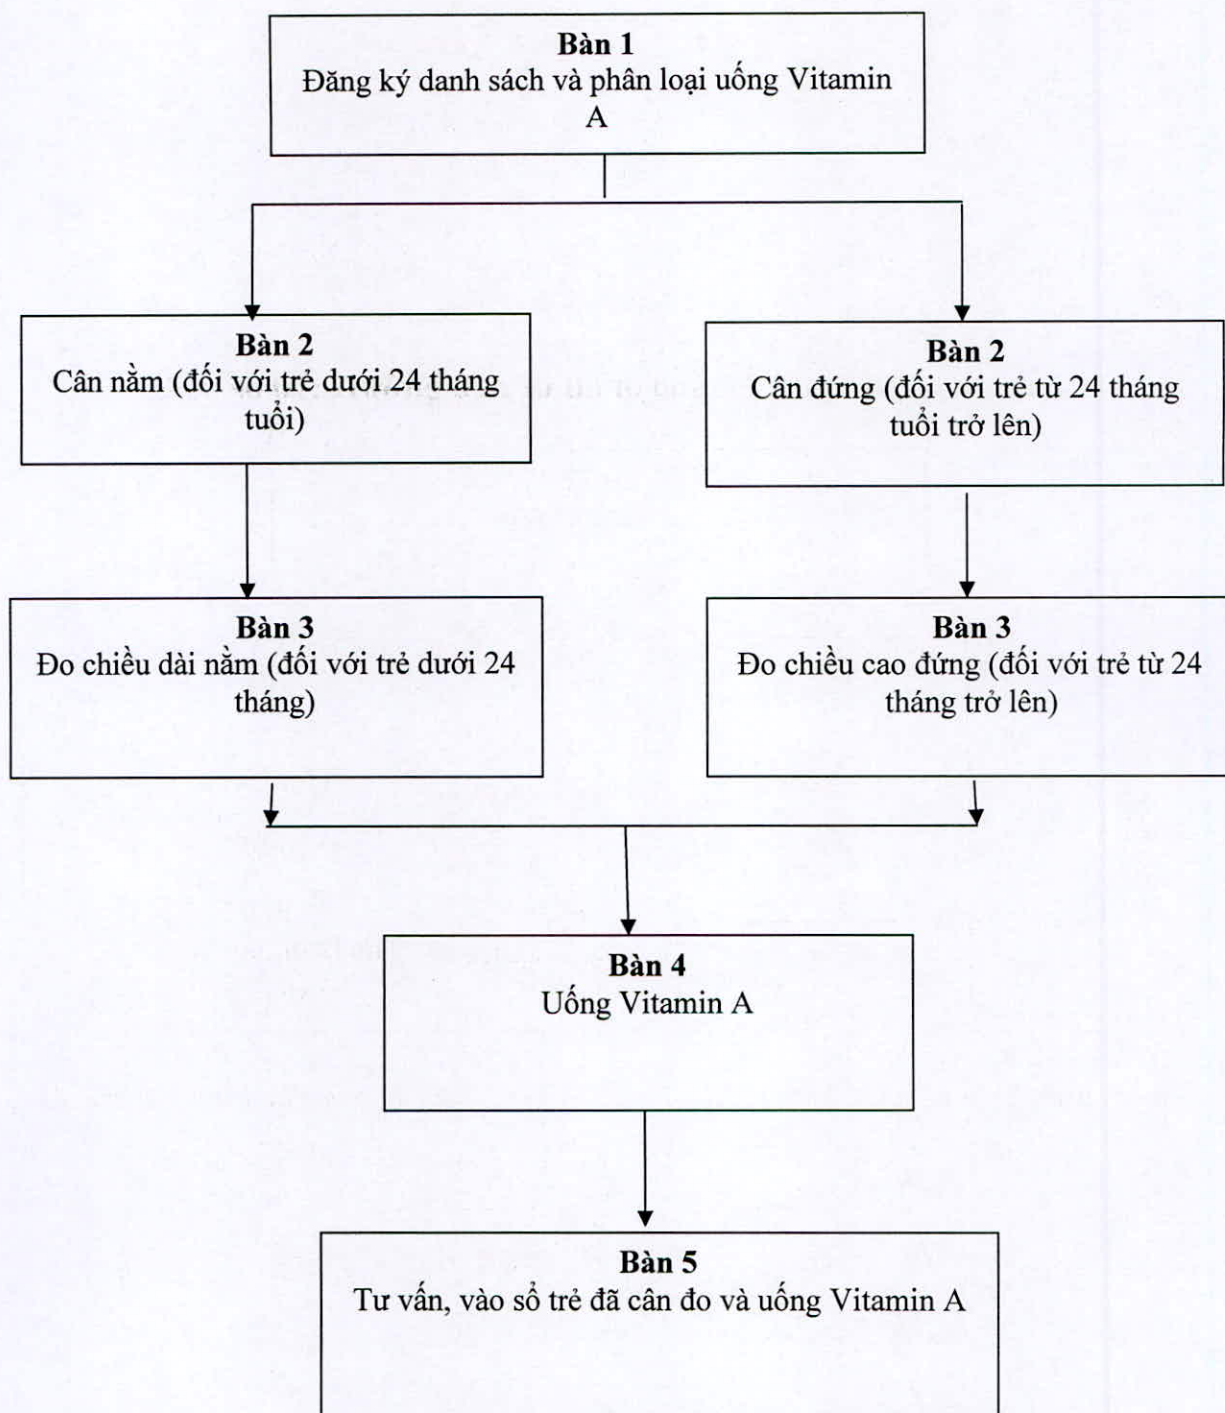 Bàn 1
Đăng ký danh sách và phân loại uống Vitamin
A
Bàn 2
Cân nằm (đối với trẻ dưới 24 tháng
tuổi)
Bàn 2
Cân đứng (đối với trẻ từ 24 tháng
tuổi trở lên)
Bàn 3
Đo chiều dài nằm (đối với trẻ dưới 24
tháng)
Bàn 3
Đo chiều cao đứng (đối với trẻ từ 24
tháng trở lên)
Bàn 4
Uống Vitamin A
Bàn 5
Tư vấn, vào sổ trẻ đã cân đo và uống Vitamin A